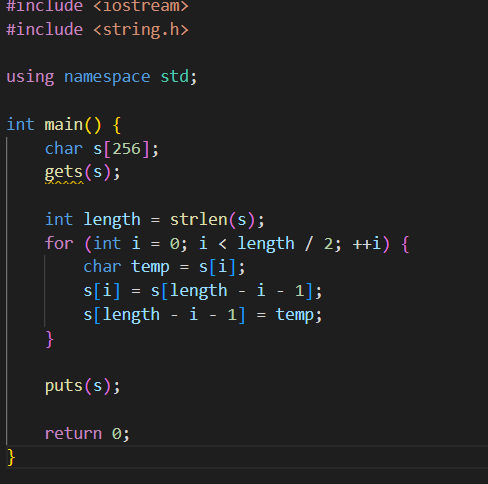 #include <iostream>
#include <string.h>
using namespace std;
int main() {
    char s[256];
    gets(s);
    int length = strlen(s);
    for (int i = 0; i < length / 2; ++i) {
        char temp = s[i];
        s[i] = s[length - i - 1];
        s[length - i - 1] = temp;
    }
    puts(s);
    return 0;
}